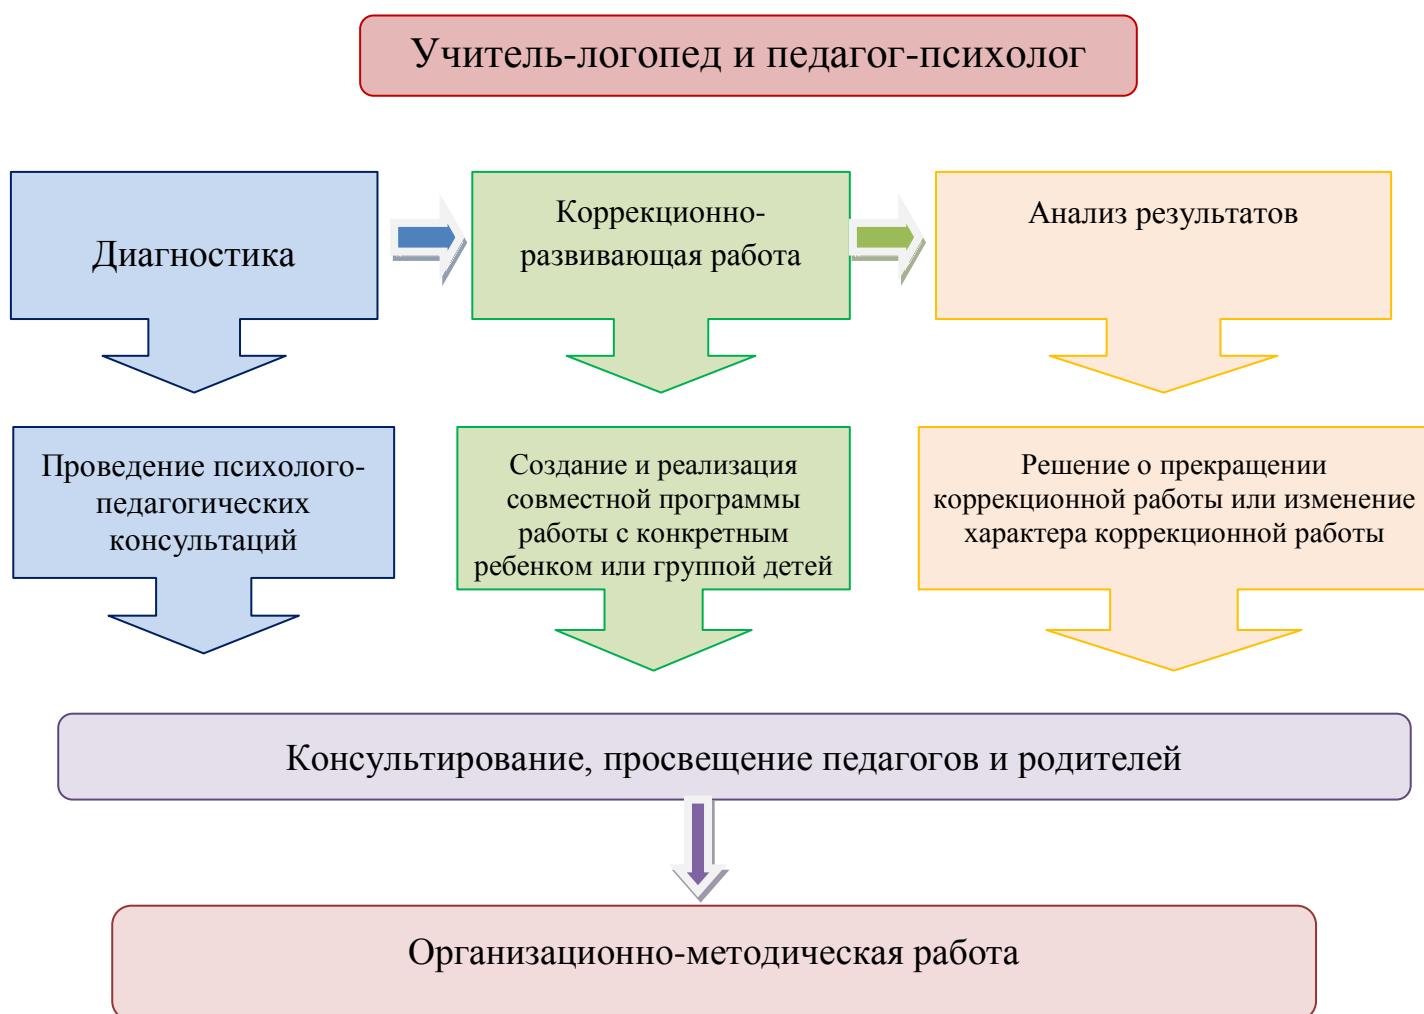 Учитель-логопед и педагог-психолог
Диагностика
Коррекционно-
развивающая работа
Анализ результатов
Проведение психолого-
педагогических
консультаций
Создание и реализация
совместной программы
работы с конкретным
ребенком или группой детей
Решение о прекращении
коррекционной работы или изменение
характера коррекционной работы
Консультирование, просвещение педагогов и родителей
Организационно-методическая работа